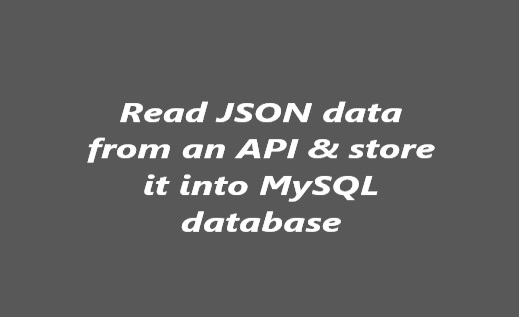 Read JSON data
from an API & store
it into MySQL
database